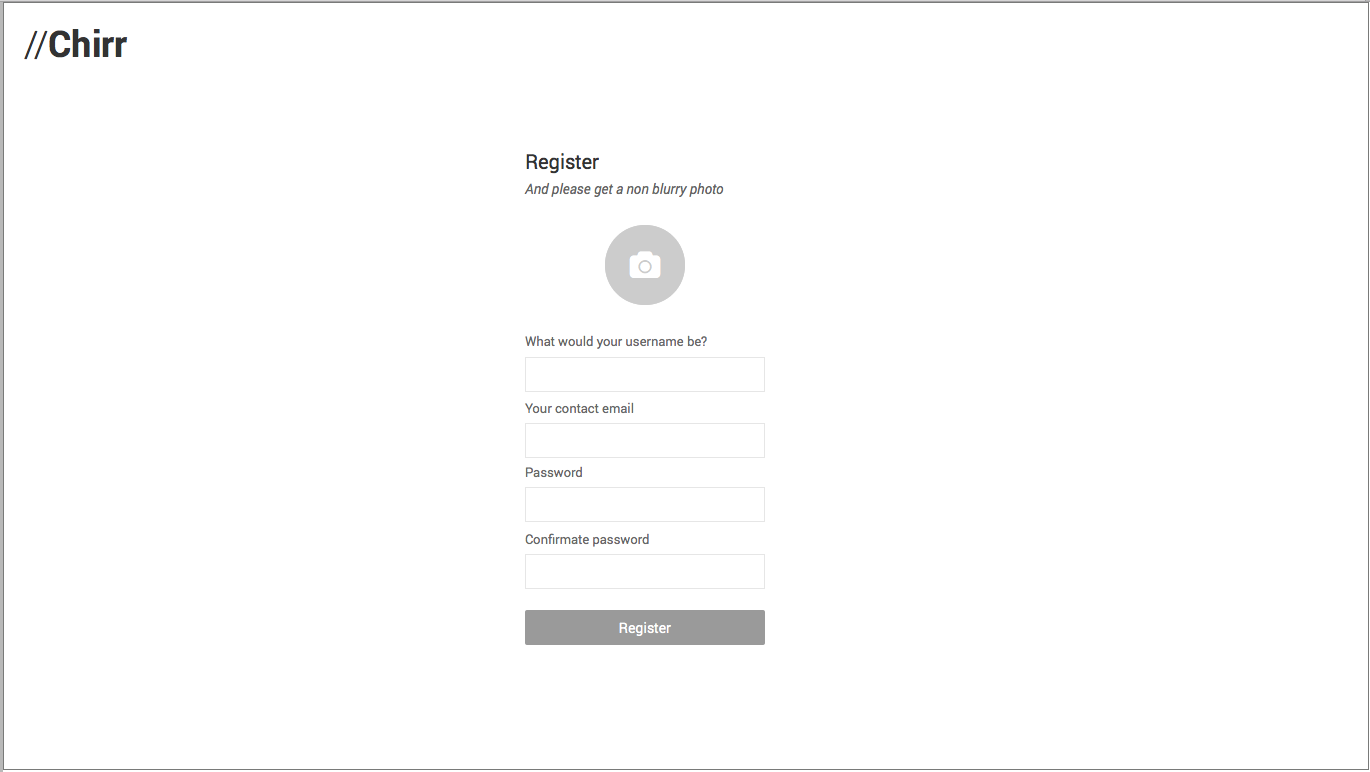 //Chirr
Register
And please get a non blurry photo
What would your username be?
Your contact email
Password
Confirmate password
Register